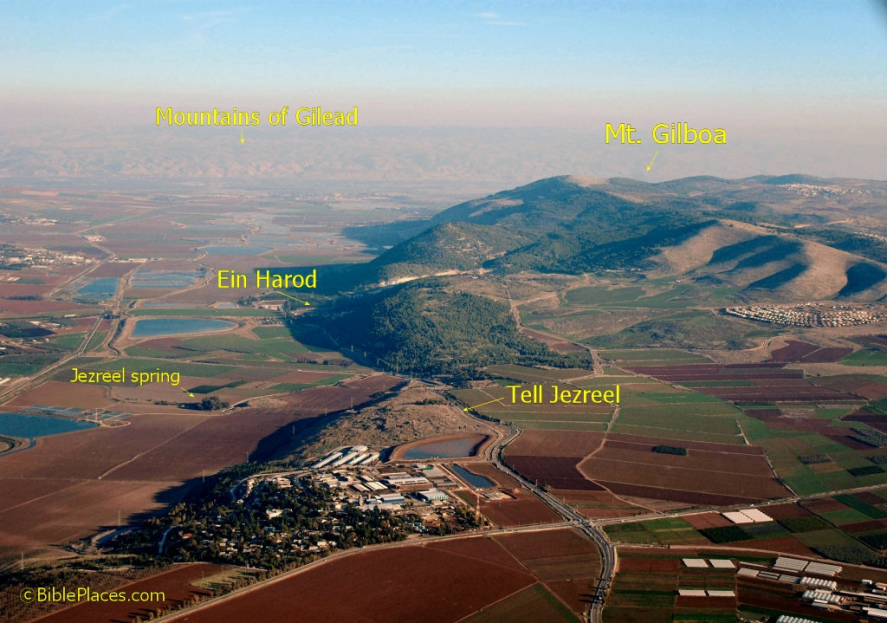 Mountains of Gilead
Mt. Gilboa
Ein Harod
Jezreel spring
Tell Jezreel
©BiblePlaces.com